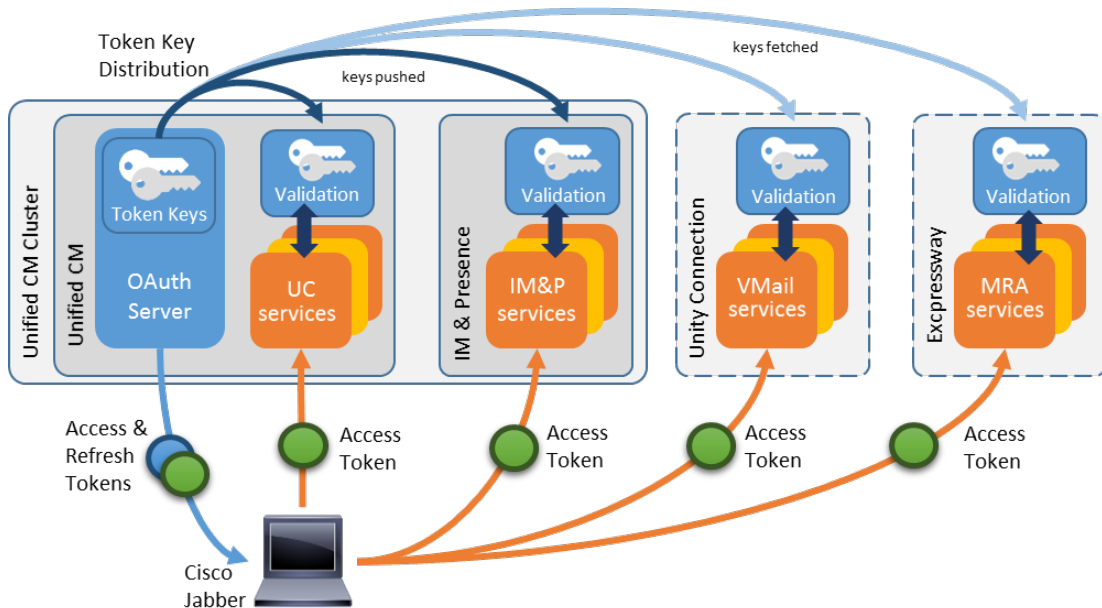 Token Key
Distribution
keys pushed
keys fetched
Unified CM Cluster
Unified CM
Token Keys
OAuth
Server
Validation
UC
services
IM & Presence
Validation
IM&P
services
Unity Connection
Validation
VMail
services
Excpressway
Validation
MRA
services
Access &
Refresh
Tokens
Access
Token
Access
Token
Access
Token
Access
Token
Cisco
Jabber